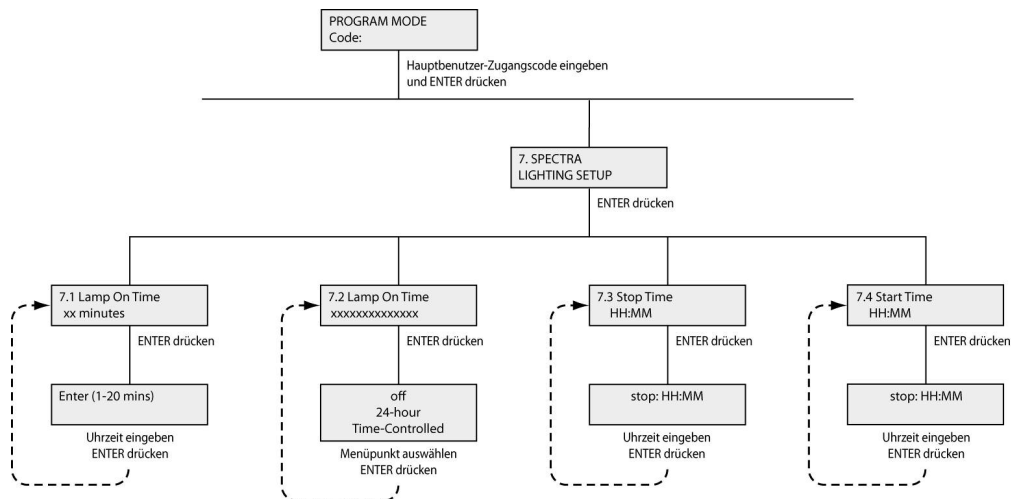 PROGRAM MODE
Code:
Hauptbenutzer-Zugangscode eingeben
und ENTER drücken
7. SPECTRA
LIGHTING SETUP
ENTER drücken
7.1 Lamp On Time
xx minutes
ENTER drücken
Enter (1-20 mins)
Uhrzeit eingeben
ENTER drücken
7.2 Lamp On Time
xxxxxxxxxxxxxx
ENTER drücken
off
24-hour
Time-Controlled
Menüpunkt auswählen
ENTER drücken
7.3 Stop Time
HH:MM
ENTER drücken
stop: HH:MM
Uhrzeit eingeben
ENTER drücken
7.4 Start Time
HH:MM
ENTER drücken
stop: HH:MM
Uhrzeit eingeben
ENTER drücken